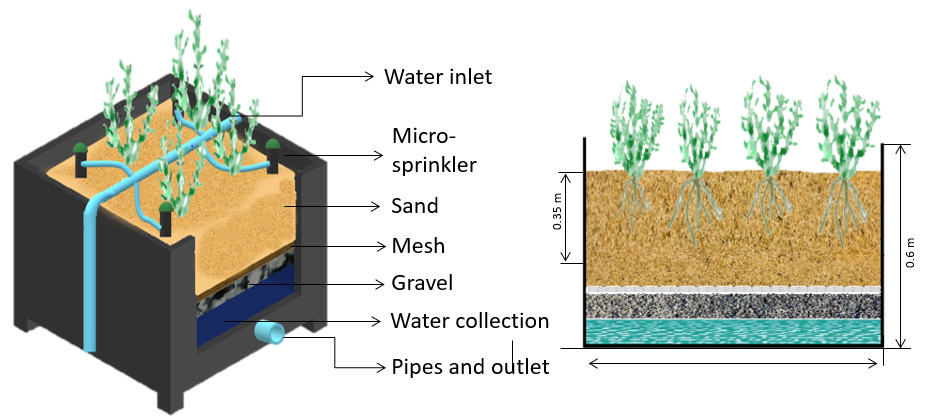 Water inlet
Micro-
sprinkler
Sand
Mesh
Gravel
Water collection
Pipes and outlet
0.35 m
0.6 m